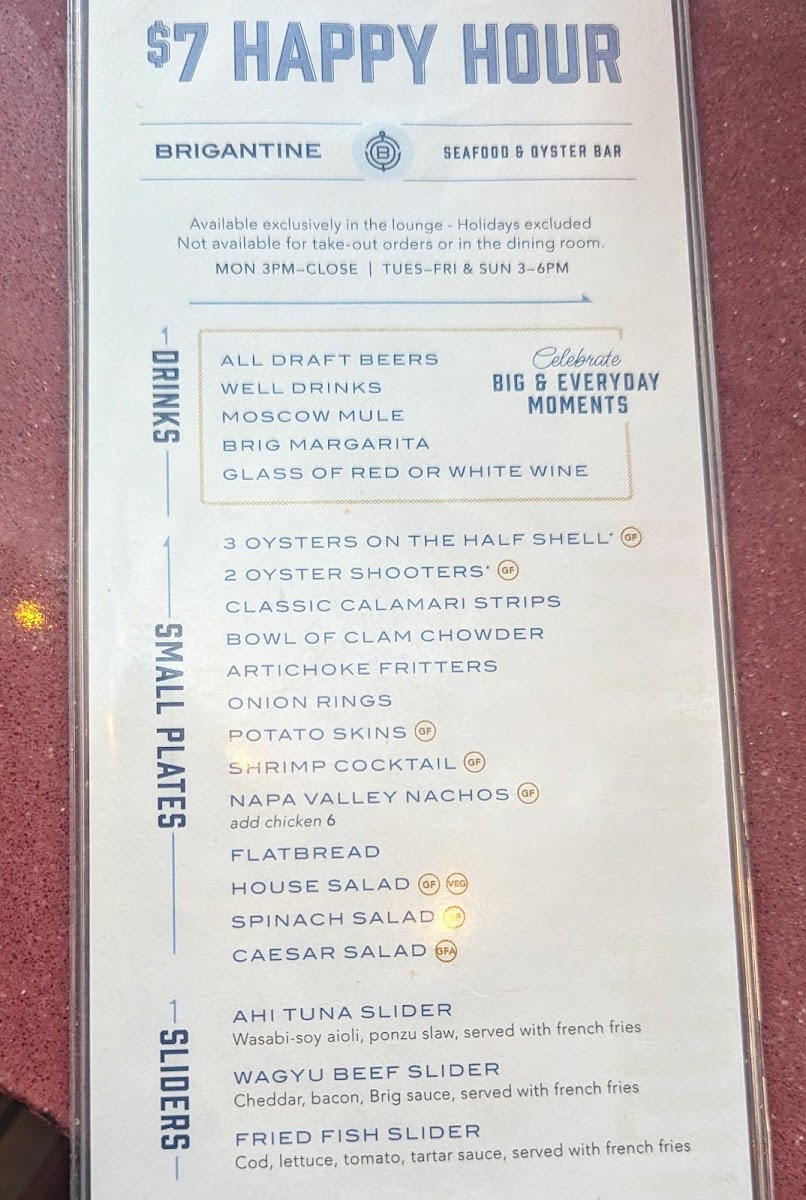 $7 HAPPY HOUR
BRIGANTINE B SEAFOOD & OYSTER BAR
Available exclusively in the lounge - Holidays excluded
Not available for take-out orders or in the dining room.
MON 3PM–CLOSE | TUES–FRI & SUN 3–6PM
DRINKS
ALL DRAFT BEERS
WELL DRINKS
MOSCOW MULE
BRIG MARGARITA
GLASS OF RED OR WHITE WINE
Celebrate
BIG & EVERYDAY
MOMENTS
SMALL PLATES
3 OYSTERS ON THE HALF SHELL* GF
2 OYSTER SHOOTERS* GF
CLASSIC CALAMARI STRIPS
BOWL OF CLAM CHOWDER
ARTICHOKE FRITTERS
ONION RINGS
POTATO SKINS GF
SHRIMP COCKTAIL GF
NAPA VALLEY NACHOS GF
add chicken 6
FLATBREAD
HOUSE SALAD GF VEG
SPINACH SALAD GF
CAESAR SALAD GFA
SLIDERS
AHI TUNA SLIDER
Wasabi-soy aioli, ponzu slaw, served with french fries
WAGYU BEEF SLIDER
Cheddar, bacon, Brig sauce, served with french fries
FRIED FISH SLIDER
Cod, lettuce, tomato, tartar sauce, served with french fries